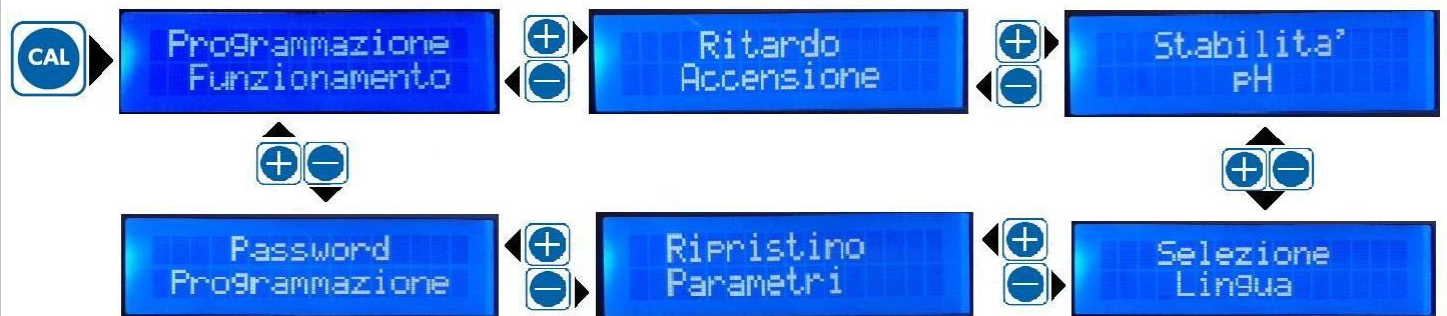 CAL
Programmazione
Funzionamento
Ritardo
Accensione
Stabilita'
pH
Password
Programmazione
Ripristino
Parametri
Selezione
Lingua